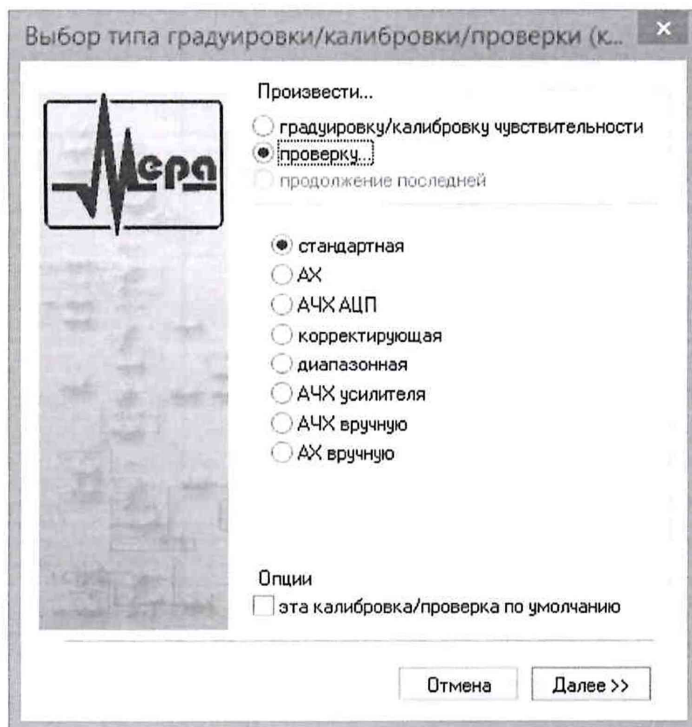 Выбор типа градуировки/калибровки/проверки (к...
Мера
Произвести...
градуировку/калибровку чувствительности
проверку...
продолжение последней
стандартная
АХ
АЧХ АЦП
корректирующая
диапазонная
АЧХ усилителя
АЧХ вручную
АХ вручную
Опции
эта калибровка/проверка по умолчанию
Отмена
Далее >>